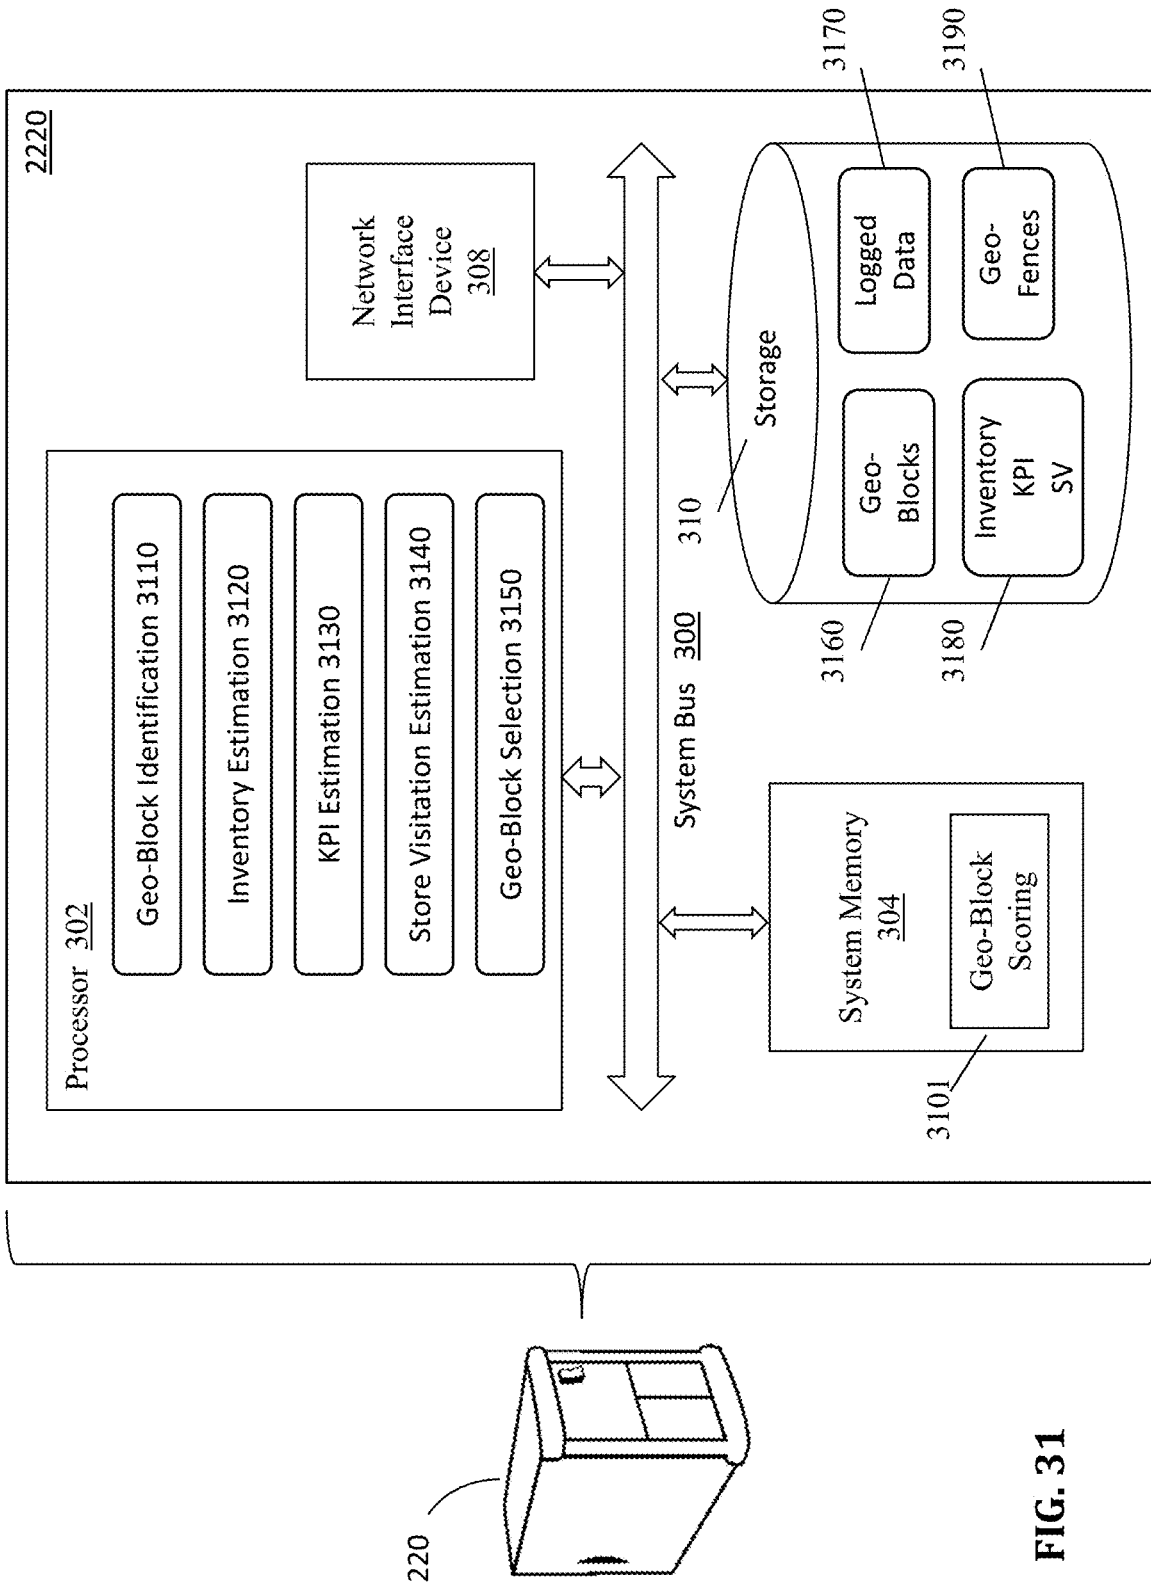 2220
Processor 302
Geo-Block Identification 3110
Inventory Estimation 3120
KPI Estimation 3130
Store Visitation Estimation 3140
Geo-Block Selection 3150
Network
Interface
Device
308
System Bus 300
System Memory
304
Geo-Block
Scoring
3101
310
Storage
Geo-
Blocks
Logged
Data
Inventory
KPI
SV
Geo-
Fences
3160
3170
3180
3190
220
FIG. 31